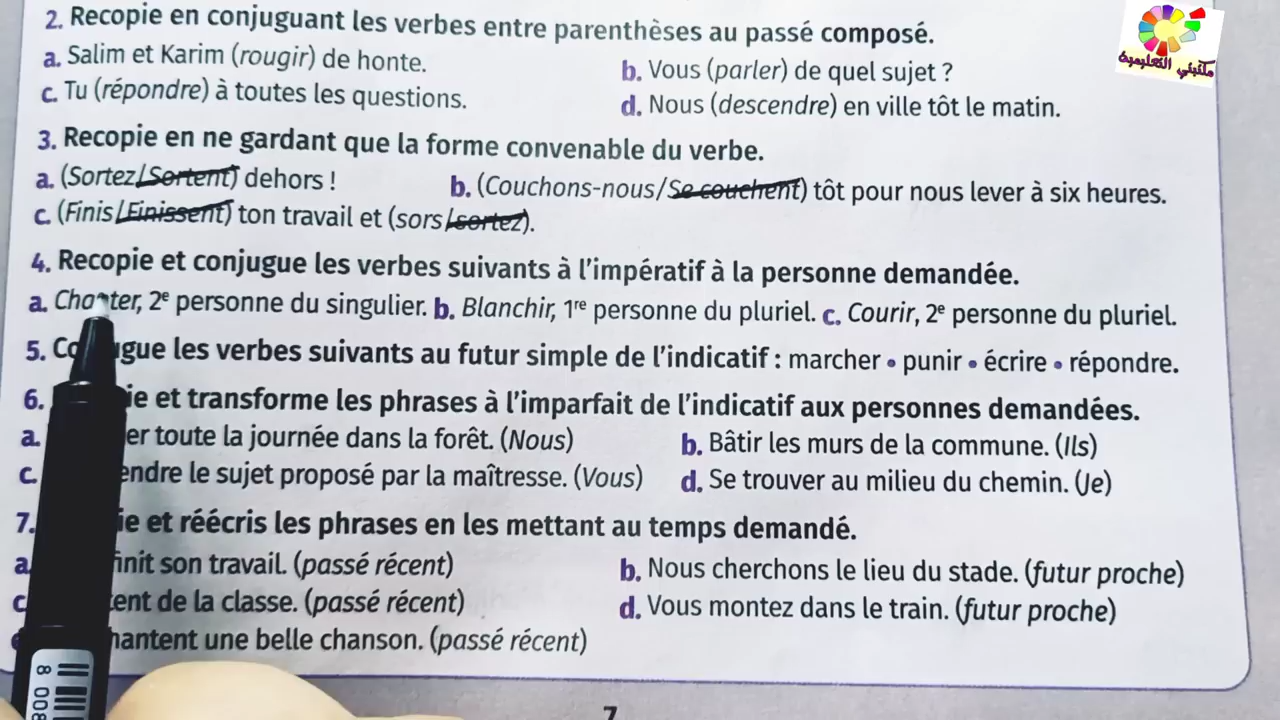 2. Recopie en conjuguant les verbes entre parenthèses au passé composé.
a. Salim et Karim (rougir) de honte. b. Vous (parler) de quel sujet ?
c. Tu (répondre) à toutes les questions. d. Nous (descendre) en ville tôt le matin.
3. Recopie en ne gardant que la forme convenable du verbe.
a. (Sortez/Sortent) dehors ! b. (Couchons-nous/Se couchent) tôt pour nous lever à six heures.
c. (Finis/Finissent) ton travail et (sors/sortez).
4. Recopie et conjugue les verbes suivants à l'impératif à la personne demandée.
a. Chanter, 2e personne du singulier. b. Blanchir, 1re personne du pluriel. c. Courir, 2e personne du pluriel.
5. Conjugue les verbes suivants au futur simple de l'indicatif : marcher • punir • écrire • répondre.
6. et transforme les phrases à l'imparfait de l'indicatif aux personnes demandées.
a. toute la journée dans la forêt. (Nous) b. Bâtir les murs de la commune. (Ils)
c. le sujet proposé par la maîtresse. (Vous) d. Se trouver au milieu du chemin. (Je)
7. et réécris les phrases en les mettant au temps demandé.
a. finit son travail. (passé récent) b. Nous cherchons le lieu du stade. (futur proche)
c. de la classe. (passé récent) d. Vous montez dans le train. (futur proche)
chantent une belle chanson. (passé récent)
7
مكتبتي التعليمية
8 008